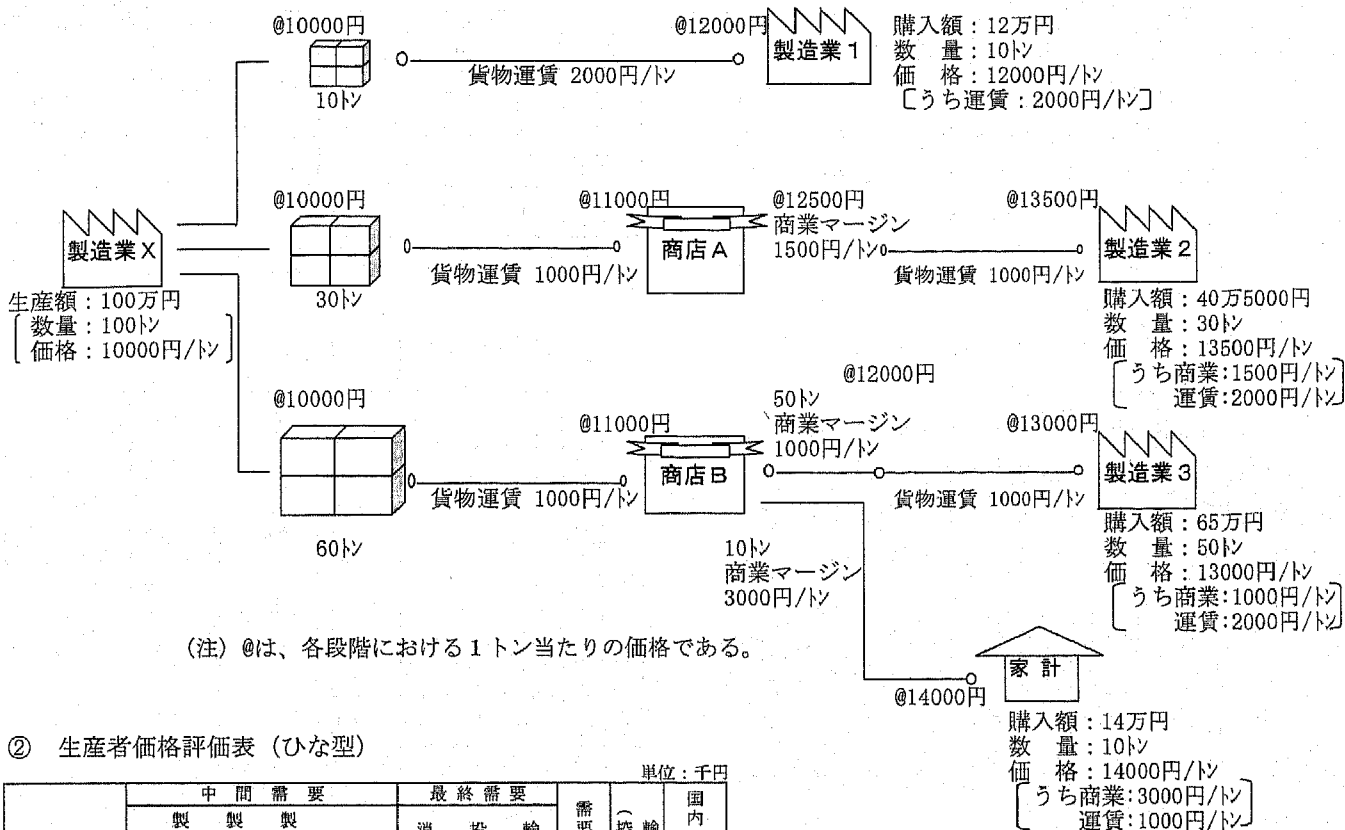 @10000円
10㌧
貨物運賃 2000円/㌧
@12000円
製造業1
購入額：12万円
数　量：10㌧
価　格：12000円/㌧
〔うち運賃：2000円/㌧〕
製造業X
生産額：100万円
数量：100㌧
価格：10000円/㌧
@10000円
30㌧
貨物運賃 1000円/㌧
@11000円
商店A
@12500円
商業マージン
1500円/㌧
貨物運賃 1000円/㌧
@13500円
製造業2
購入額：40万5000円
数　量：30㌧
価　格：13500円/㌧
うち商業：1500円/㌧
運賃：2000円/㌧
@10000円
60㌧
貨物運賃 1000円/㌧
@11000円
商店B
@12000円
50㌧
商業マージン
1000円/㌧
貨物運賃 1000円/㌧
@13000円
製造業3
購入額：65万円
数　量：50㌧
価　格：13000円/㌧
うち商業：1000円/㌧
運賃：2000円/㌧
10㌧
商業マージン
3000円/㌧
@14000円
家計
購入額：14万円
数　量：10㌧
価　格：14000円/㌧
うち商業：3000円/㌧
運賃：1000円/㌧
(注) @は、各段階における1トン当たりの価格である。
② 生産者価格評価表（ひな型）
単位：千円
中間需要
最終需要
製 製 製
需
国内